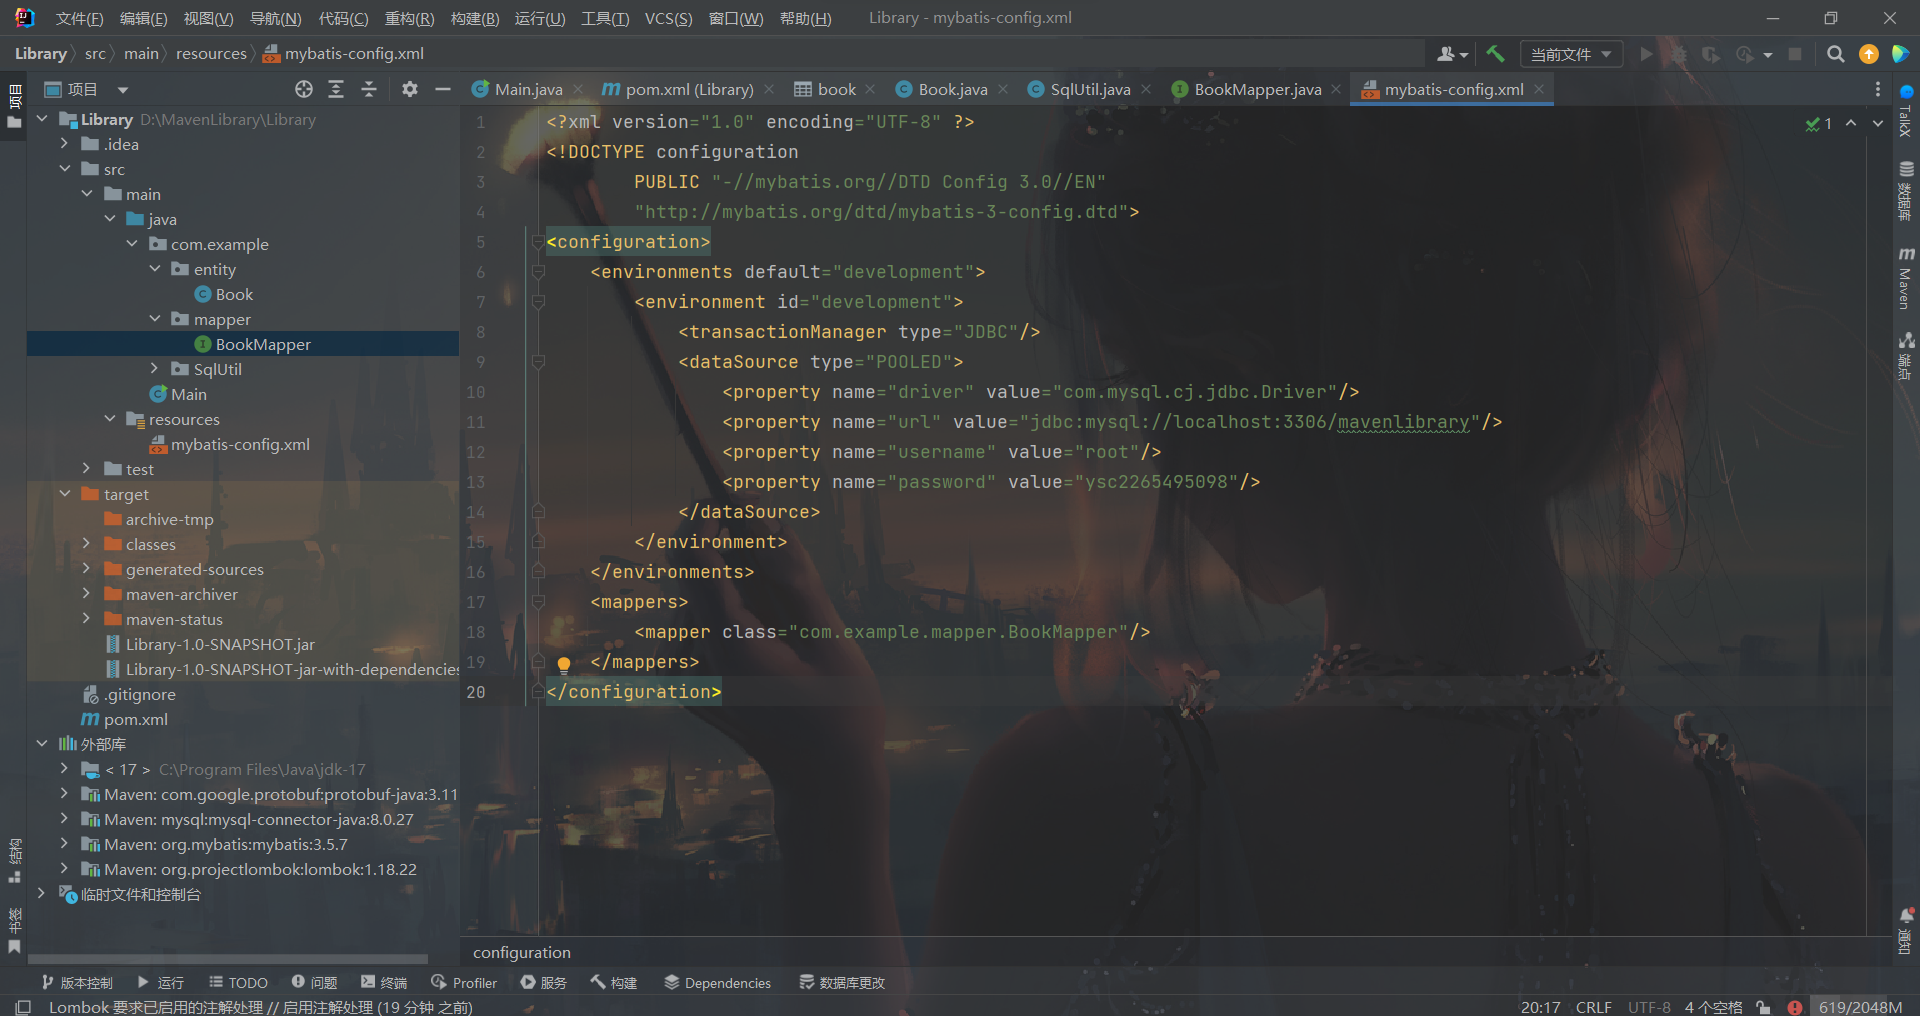 文件(F) 编辑(E) 视图(V) 导航(N) 代码(C) 重构(R) 构建(B) 运行(U) 工具(T) VCS(S) 窗口(W) 帮助(H) Library - mybatis-config.xml
Library src main resources mybatis-config.xml 当前文件
项目 Main.java pom.xml (Library) book Book.java SqlUtil.java BookMapper.java mybatis-config.xml
项目
结构
书签
Library D:\MavenLibrary\Library
.idea
src
main
java
com.example
entity
Book
mapper
BookMapper
SqlUtil
Main
resources
mybatis-config.xml
test
target
archive-tmp
classes
generated-sources
maven-archiver
maven-status
Library-1.0-SNAPSHOT.jar
Library-1.0-SNAPSHOT-jar-with-dependencies
.gitignore
pom.xml
外部库
< 17 > C:\Program Files\Java\jdk-17
Maven: com.google.protobuf:protobuf-java:3.11
Maven: mysql:mysql-connector-java:8.0.27
Maven: org.mybatis:mybatis:3.5.7
Maven: org.projectlombok:lombok:1.18.22
临时文件和控制台
1 <?xml version="1.0" encoding="UTF-8" ?>
2 <!DOCTYPE configuration
3 PUBLIC "-//mybatis.org//DTD Config 3.0//EN"
4 "http://mybatis.org/dtd/mybatis-3-config.dtd">
5 <configuration>
6 <environments default="development">
7 <environment id="development">
8 <transactionManager type="JDBC"/>
9 <dataSource type="POOLED">
10 <property name="driver" value="com.mysql.cj.jdbc.Driver"/>
11 <property name="url" value="jdbc:mysql://localhost:3306/mavenlibrary"/>
12 <property name="username" value="root"/>
13 <property name="password" value="ysc2265495098"/>
14 </dataSource>
15 </environment>
16 </environments>
17 <mappers>
18 <mapper class="com.example.mapper.BookMapper"/>
19 </mappers>
20 </configuration>
1
TalkX
数据库
Maven
端点
通知
configuration
版本控制 运行 TODO 问题 终端 Profiler 服务 构建 Dependencies 数据库更改
Lombok 要求已启用的注解处理 // 启用注解处理 (19 分钟 之前) 20:17 CRLF UTF-8 4 个空格 619/2048M